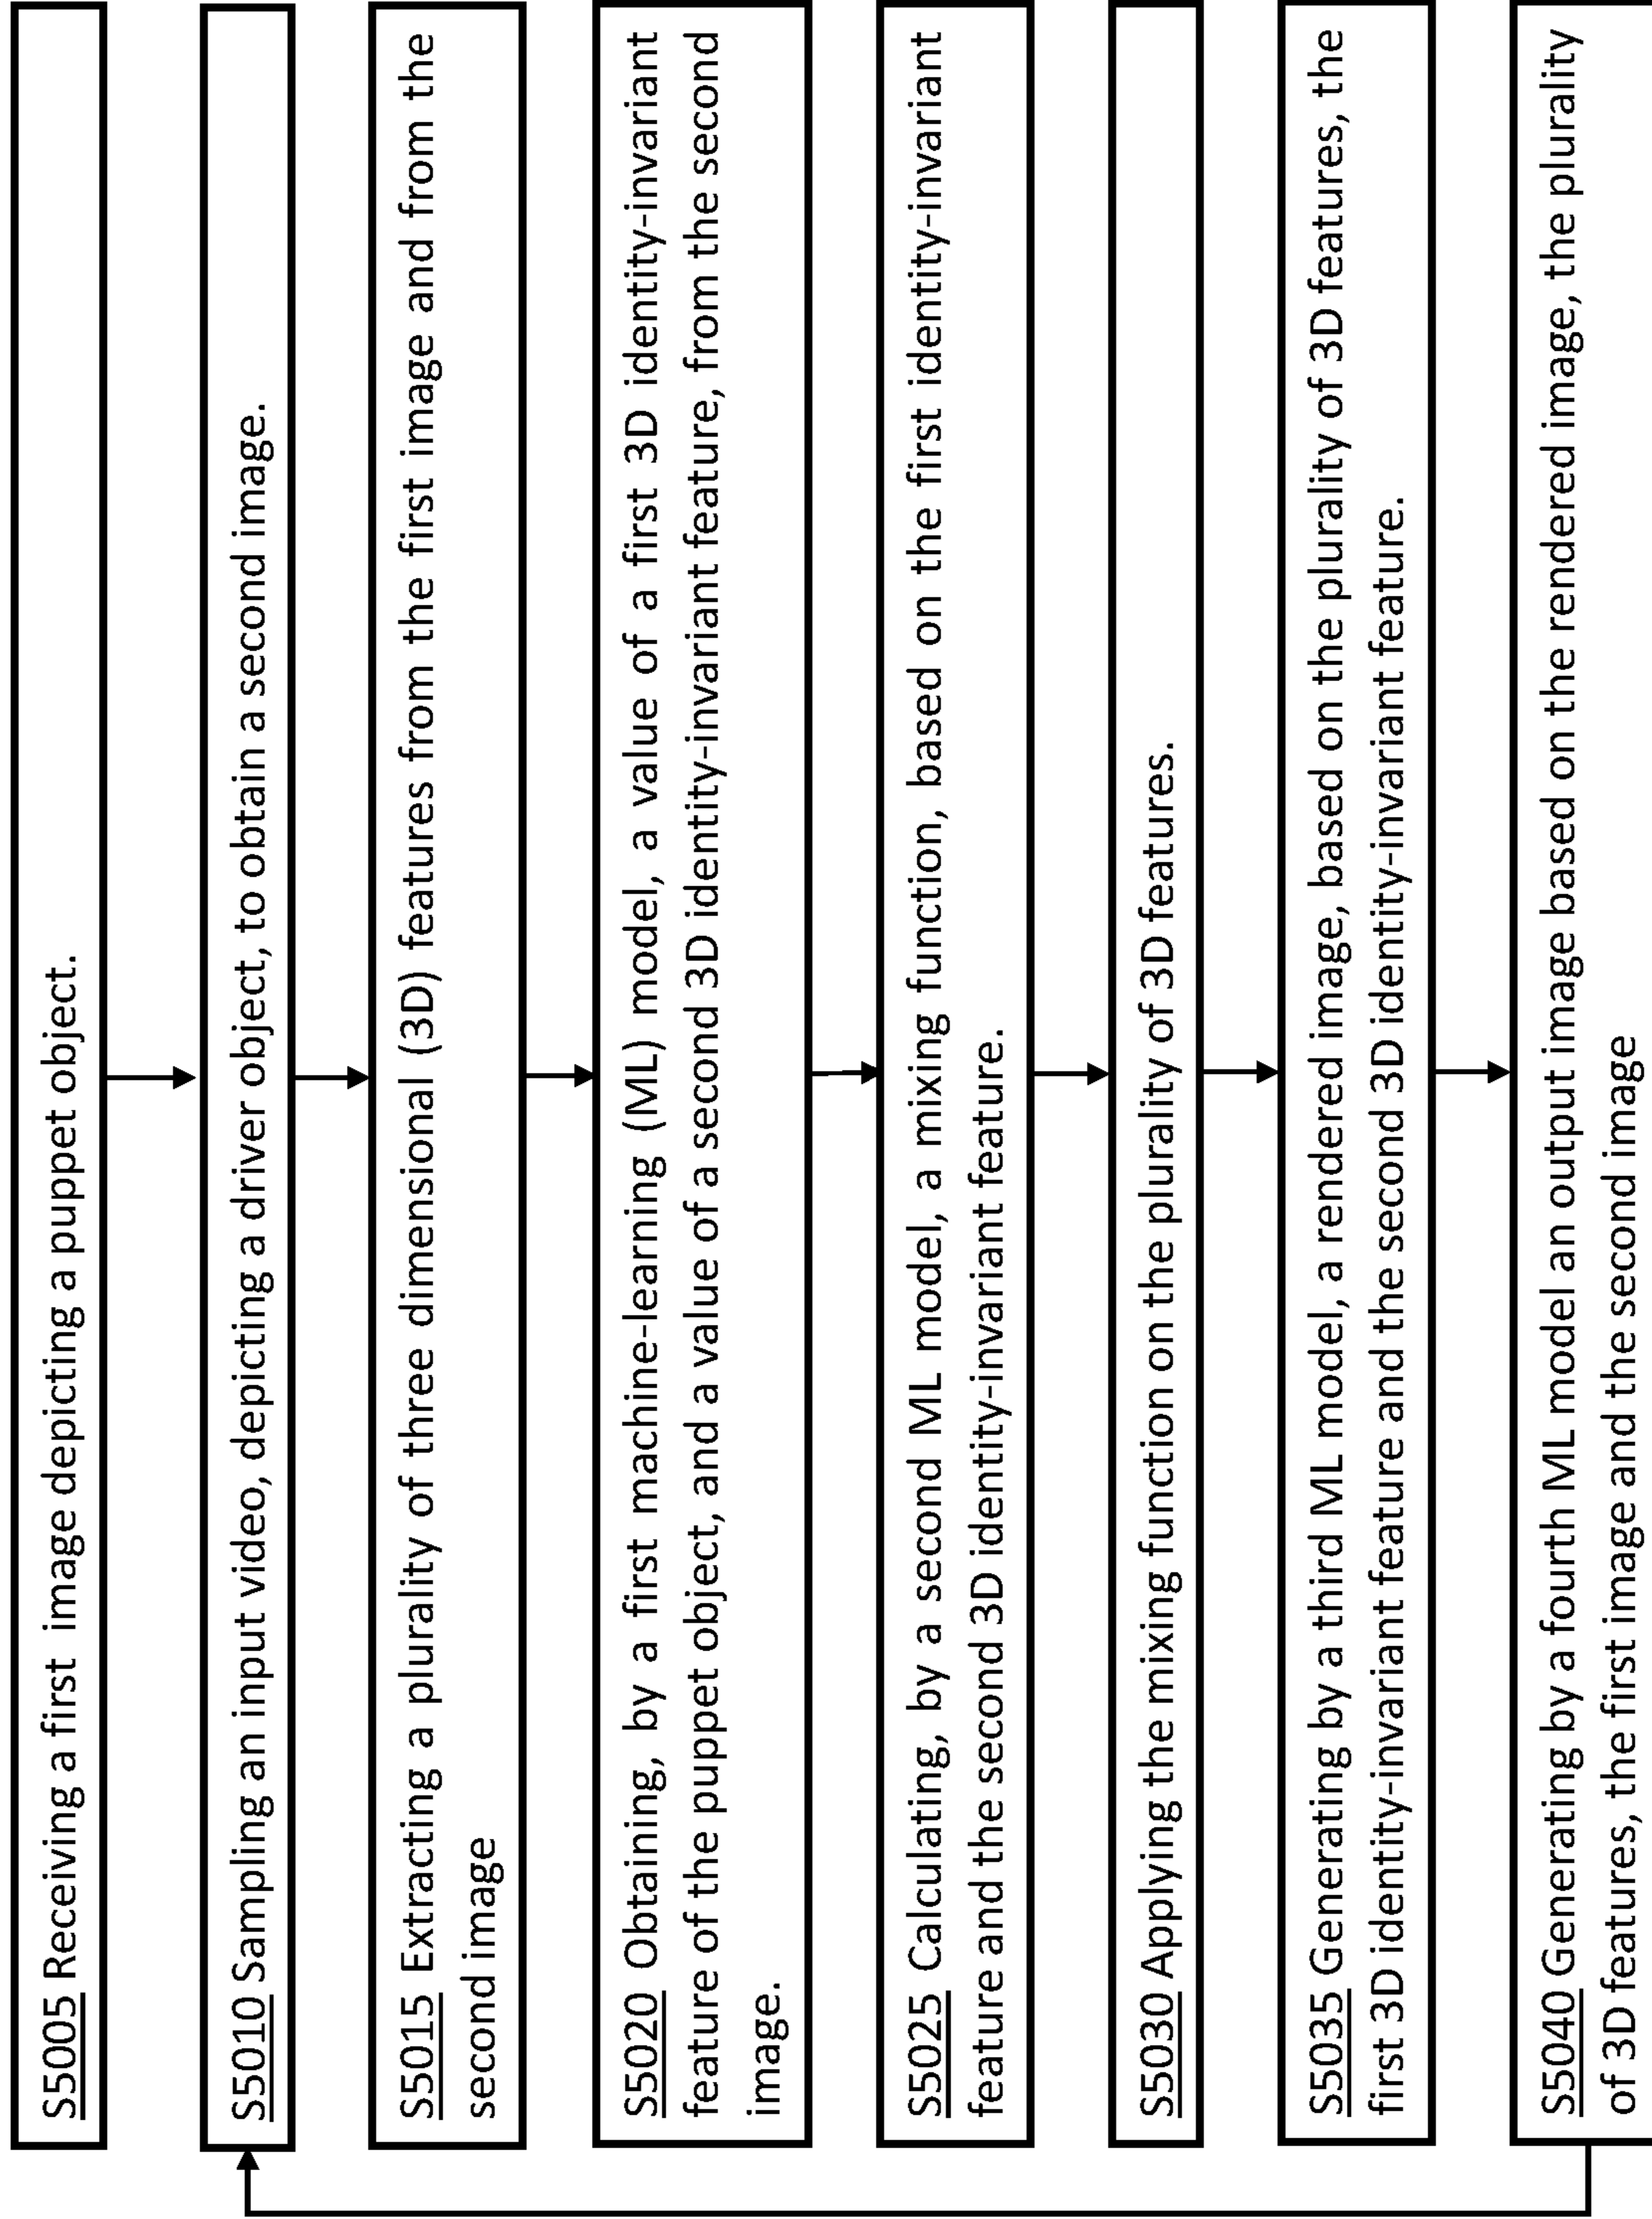 S5005 Receiving a first image depicting a puppet object.
S5010 Sampling an input video, depicting a driver object, to obtain a second image.
S5015 Extracting a plurality of three dimensional (3D) features from the first image and from the
second image
S5020 Obtaining, by a first machine-learning (ML) model, a value of a first 3D identity-invariant
feature of the puppet object, and a value of a second 3D identity-invariant feature, from the second
image.
S5025 Calculating, by a second ML model, a mixing function, based on the first identity-invariant
feature and the second 3D identity-invariant feature.
S5030 Applying the mixing function on the plurality of 3D features.
S5035 Generating by a third ML model, a rendered image, based on the plurality of 3D features, the
first 3D identity-invariant feature and the second 3D identity-invariant feature.
S5040 Generating by a fourth ML model an output image based on the rendered image, the plurality
of 3D features, the first image and the second image